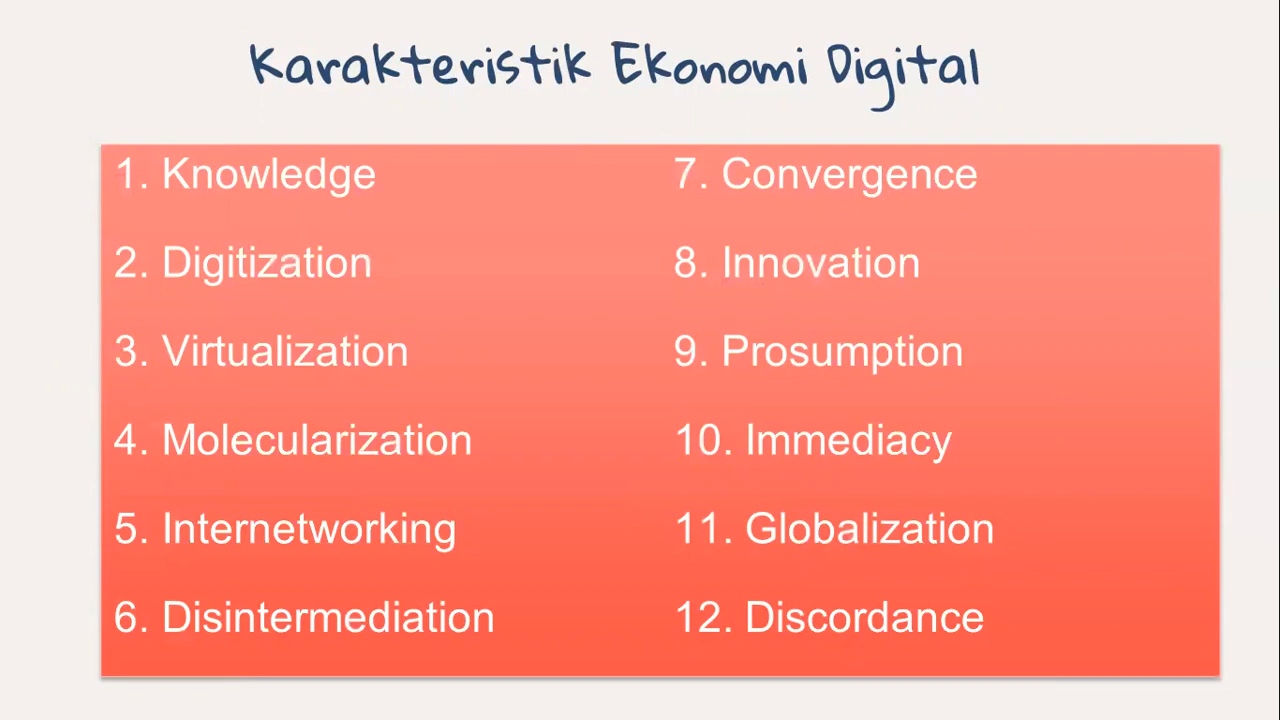 Karakteristik Ekonomi Digital
1. Knowledge
2. Digitization
3. Virtualization
4. Molecularization
5. Internetworking
6. Disintermediation
7. Convergence
8. Innovation
9. Prosumption
10. Immediacy
11. Globalization
12. Discordance